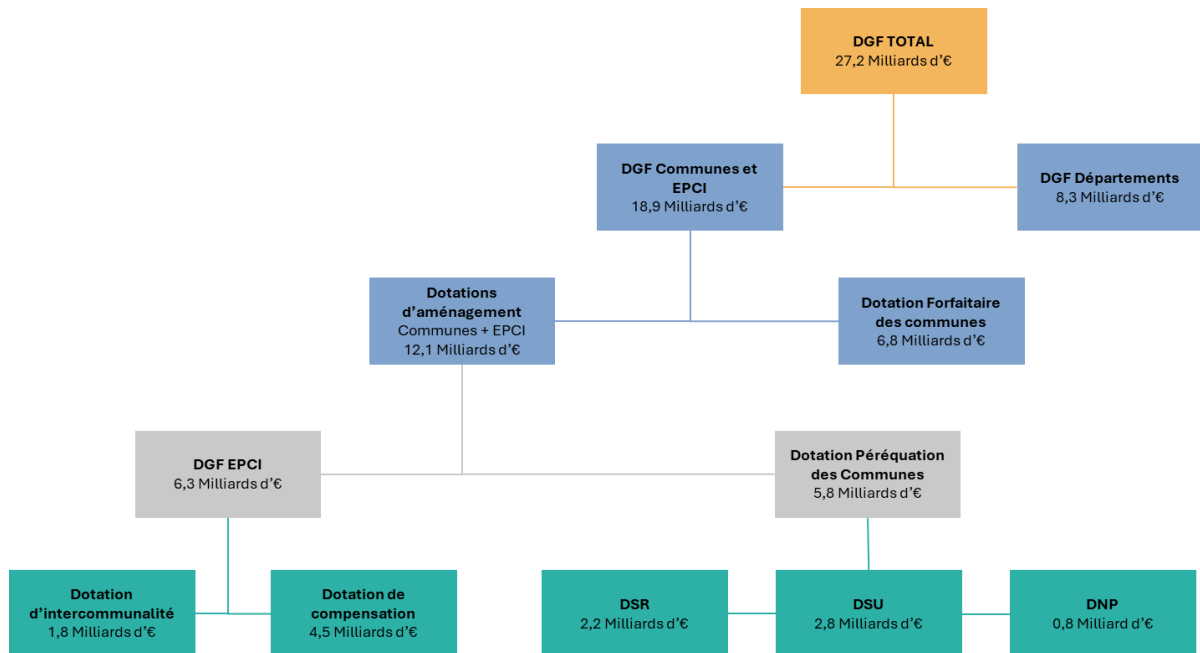 DGF TOTAL
27,2 Milliards d'€
DGF Communes et
EPCI
18,9 Milliards d'€
DGF Départements
8,3 Milliards d'€
Dotations
d'aménagement
Communes + EPCI
12,1 Milliards d'€
Dotation Forfaitaire
des communes
6,8 Milliards d'€
DGF EPCI
6,3 Milliards d'€
Dotation Péréquation
des Communes
5,8 Milliards d'€
Dotation
d'intercommunalité
1,8 Milliards d'€
Dotation de
compensation
4,5 Milliards d'€
DSR
2,2 Milliards d'€
DSU
2,8 Milliards d'€
DNP
0,8 Milliard d'€